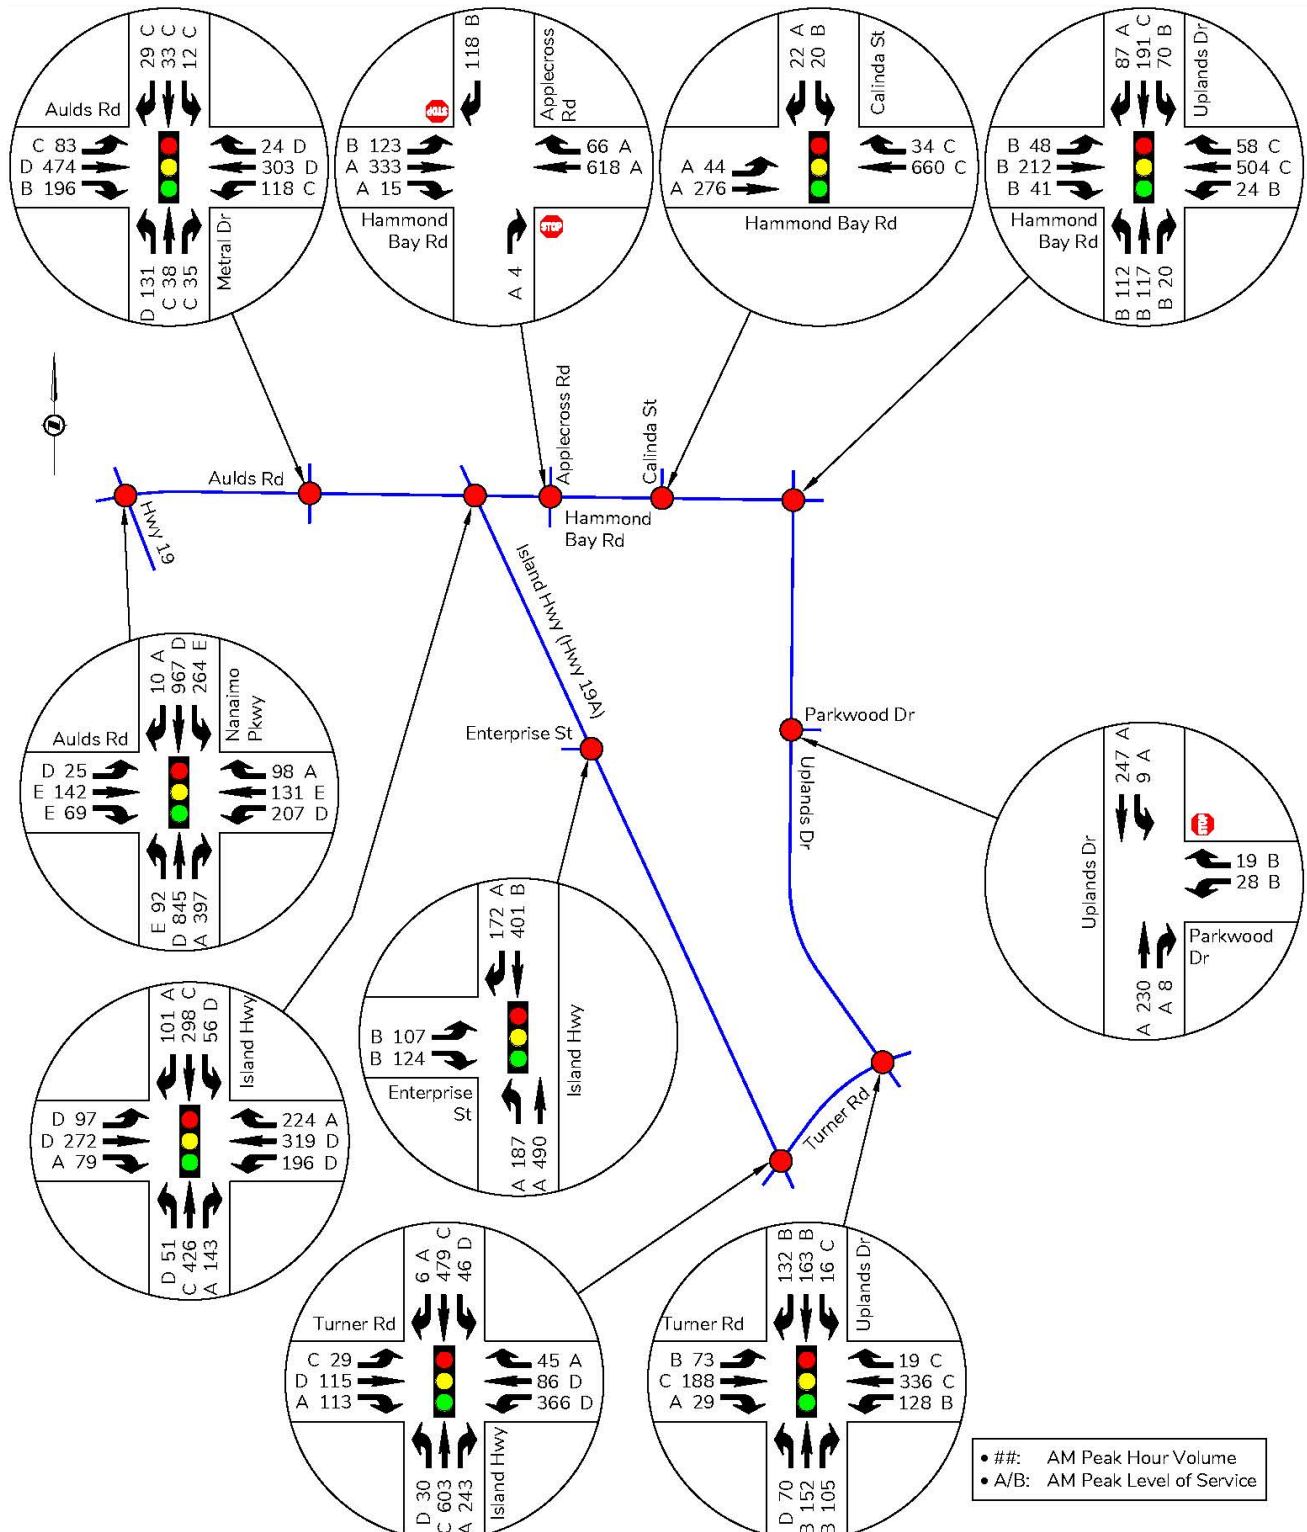 29 C
33 C
12 C
Aulds Rd
C 83
D 474
B 196
24 D
303 D
118 C
D 131
C 38
C 35
Metral Dr
118 B
STOP
Applecross
Rd
B 123
A 333
A 15
66 A
618 A
Hammond
Bay Rd
STOP
A 4
22 A
20 B
Calinda St
A 44
A 276
34 C
660 C
Hammond Bay Rd
87 A
191 C
70 B
Uplands Dr
B 48
B 212
B 41
58 C
504 C
24 B
Hammond
Bay Rd
B 112
B 117
B 20
Aulds Rd
Applecross Rd
Calinda St
Hammond
Bay Rd
Hwy 19
Island Hwy (Hwy 19A)
Enterprise St
Parkwood Dr
Uplands Dr
Turner Rd
10 A
967 D
264 E
Aulds Rd
Nanaimo
Pkwy
D 25
E 142
E 69
98 A
131 E
207 D
E 92
D 845
A 397
247 A
9 A
STOP
Uplands Dr
19 B
28 B
Parkwood
Dr
A 230
A 8
172 A
401 B
B 107
B 124
Island Hwy
Enterprise
St
A 187
A 490
101 A
298 C
56 D
Island Hwy
D 97
D 272
A 79
224 A
319 D
196 D
D 51
C 426
A 143
6 A
479 C
46 D
Turner Rd
C 29
D 115
A 113
45 A
86 D
366 D
D 30
C 603
A 243
Island Hwy
132 B
163 B
16 C
Uplands Dr
Turner Rd
B 73
C 188
A 29
19 C
336 C
128 B
D 70
B 152
B 105
• ##: AM Peak Hour Volume
• A/B: AM Peak Level of Service